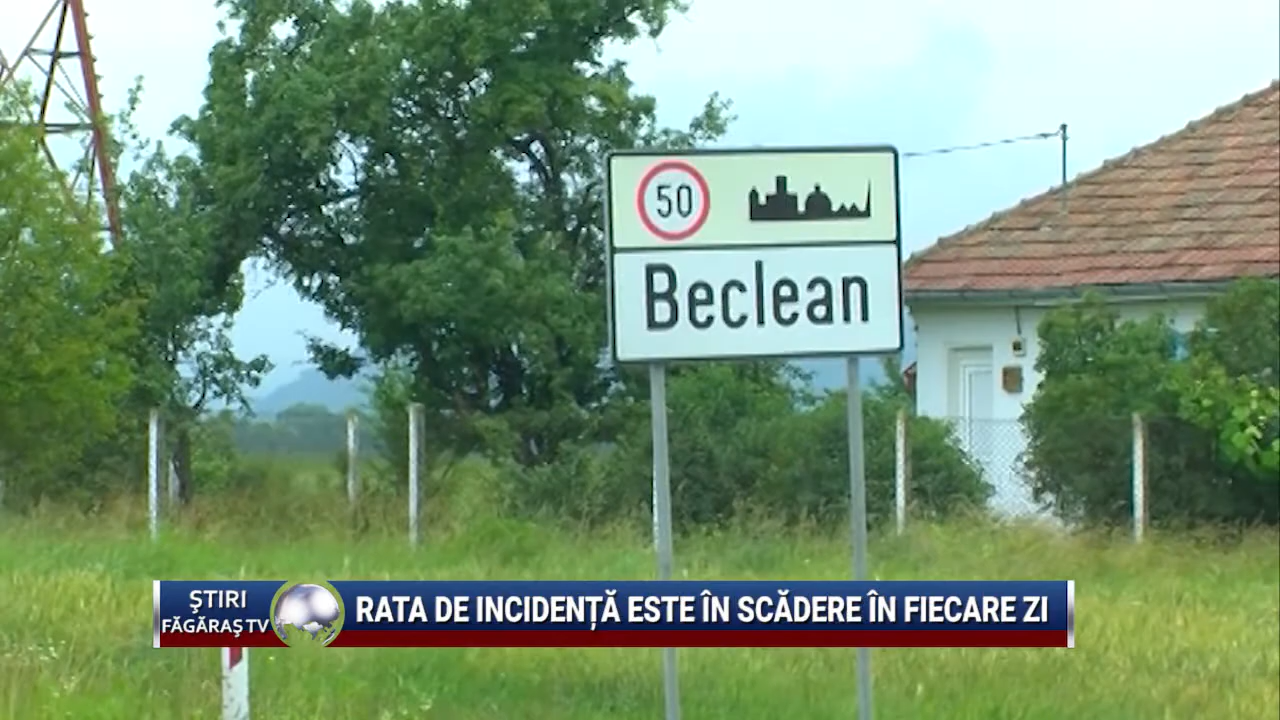 50
Beclean
ŞTIRI
FĂGĂRAŞ TV
RATA DE INCIDENȚĂ ESTE ÎN SCĂDERE ÎN FIECARE ZI